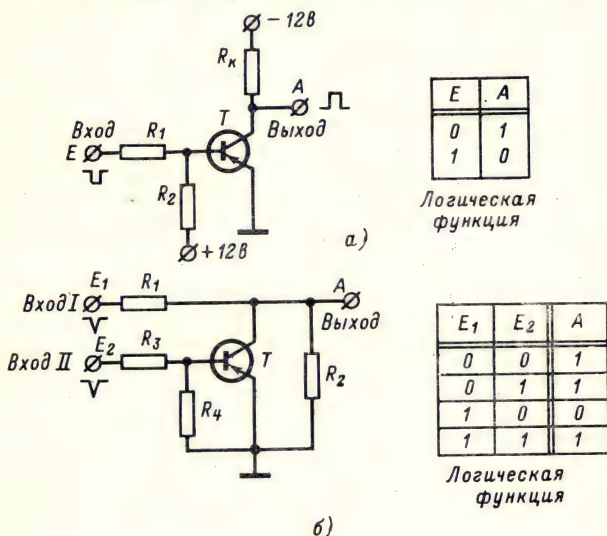 − 12В
Rк
A
Выход
T
Вход
E
R1
R2
+12В
а)
E A
0 1
1 0
Логическая
функция
E1
Вход I
R1
A
Выход
E2
Вход II
R3
T
R2
R4
б)
E1 E2 A
0 0 1
0 1 1
1 0 0
1 1 1
Логическая
функция